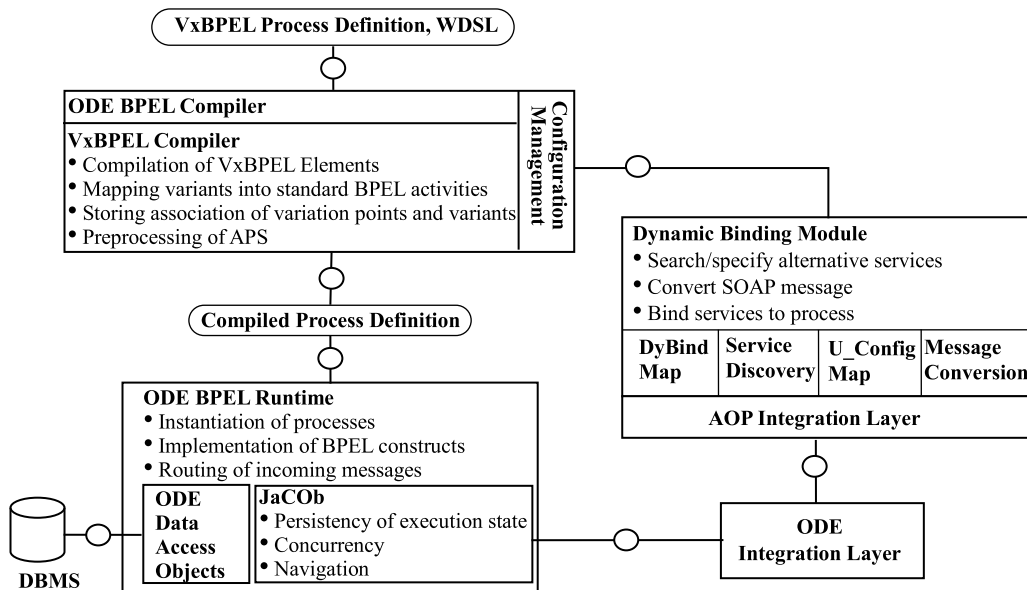 VxBPEL Process Definition, WDSL
ODE BPEL Compiler
VxBPEL Compiler
• Compilation of VxBPEL Elements
• Mapping variants into standard BPEL activities
• Storing association of variation points and variants
• Preprocessing of APS
Configuration
Management
Dynamic Binding Module
• Search/specify alternative services
• Convert SOAP message
• Bind services to process
DyBind
Map
Service
Discovery
U_Config
Map
Message
Conversion
AOP Integration Layer
Compiled Process Definition
ODE BPEL Runtime
• Instantiation of processes
• Implementation of BPEL constructs
• Routing of incoming messages
ODE
Data
Access
Objects
JaCOb
• Persistency of execution state
• Concurrency
• Navigation
DBMS
ODE
Integration Layer